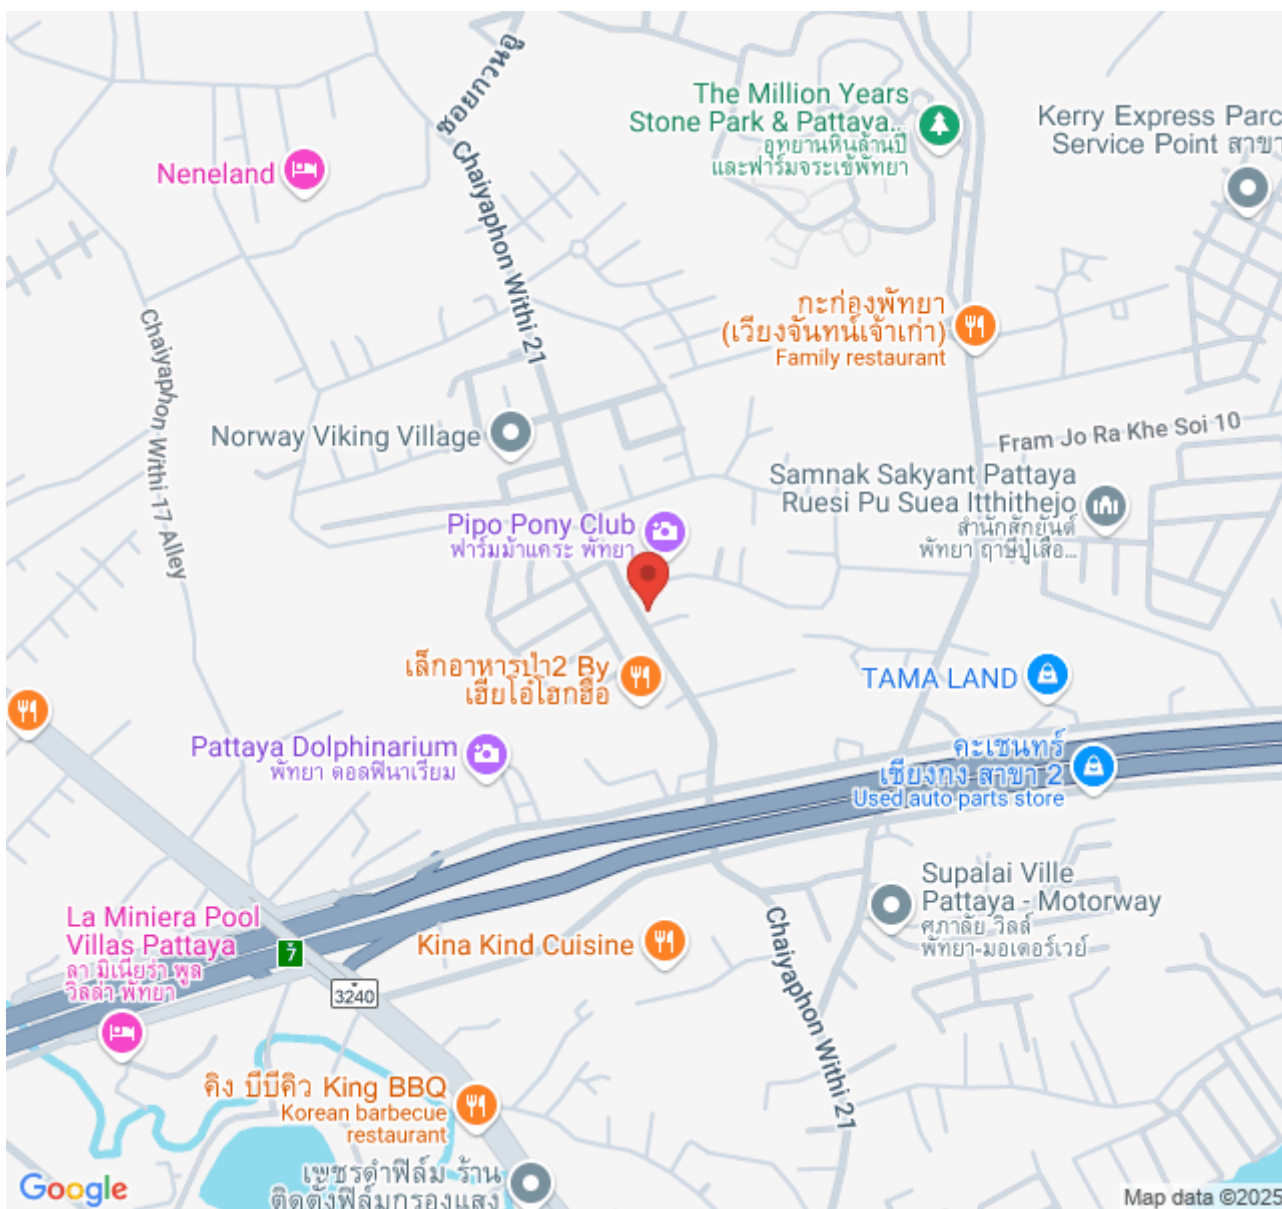 ซอยกวนอู
The Million Years
Stone Park & Pattaya...
อุทยานหินล้านปี
และฟาร์มจระเข้พัทยา
Kerry Express Parc
Service Point สาขา
Neneland
Chaiyaphon Withi 21
กะก่องพัทยา
(เวียงจันทน์เจ้าเก่า)
Family restaurant
Chaiyaphon Withi 17 Alley
Norway Viking Village
Fram Jo Ra Khe Soi 10
Samnak Sakyant Pattaya
Ruesi Pu Suea Itthithejo
สำนักสักยันต์
พัทยา ฤาษีปู่เสือ...
Pipo Pony Club
ฟาร์มม้าแคระ พัทยา
เล็กอาหารป่า2 By
เฮียโอ๋โฮกฮือ
TAMA LAND
Pattaya Dolphinarium
พัทยา ดอลฟินาเรียม
คะเชนทร์
เซียงกง สาขา 2
Used auto parts store
Supalai Ville
Pattaya - Motorway
ศุภาลัย วิลล์
พัทยา-มอเตอร์เวย์
La Miniera Pool
Villas Pattaya
ลา มิเนียร่า พูล
วิลล่า พัทยา
7
Kina Kind Cuisine
3240
Chaiyaphon Withi 21
คิง บีบีคิว King BBQ
Korean barbecue
restaurant
เพชรดำฟิล์ม ร้าน
ติดตั้งฟิล์มกรองแสง
Google
Map data ©2025